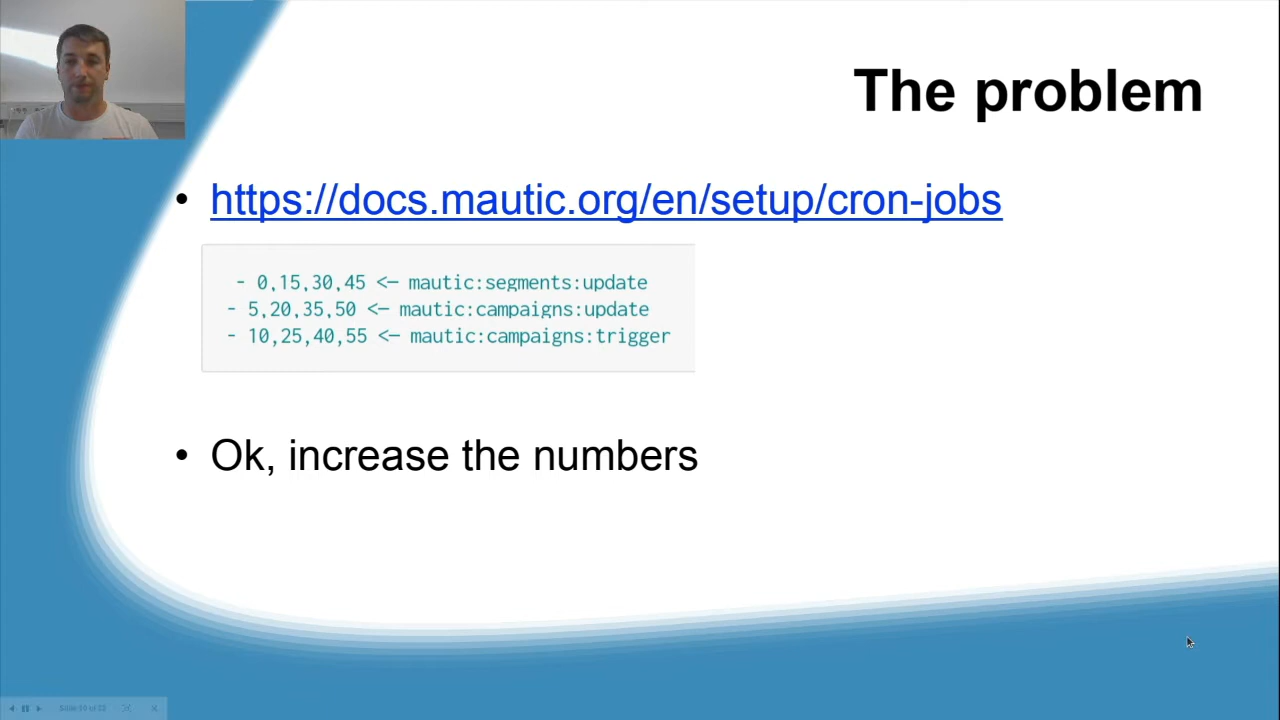 The problem
• https://docs.mautic.org/en/setup/cron-jobs
- 0,15,30,45 <— mautic:segments:update
- 5,20,35,50 <— mautic:campaigns:update
- 10,25,40,55 <— mautic:campaigns:trigger
• Ok, increase the numbers